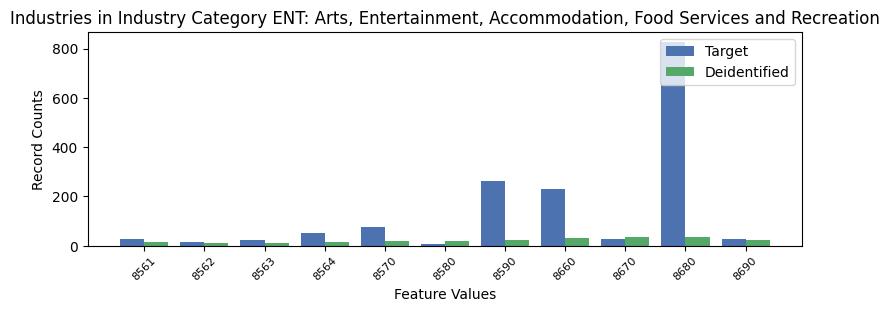 Industries in Industry Category ENT: Arts, Entertainment, Accommodation, Food Services and Recreation
800
600
400
200
0
Record Counts
Target
Deidentified
8561 8562 8563 8564 8570 8580 8590 8660 8670 8680 8690
Feature Values